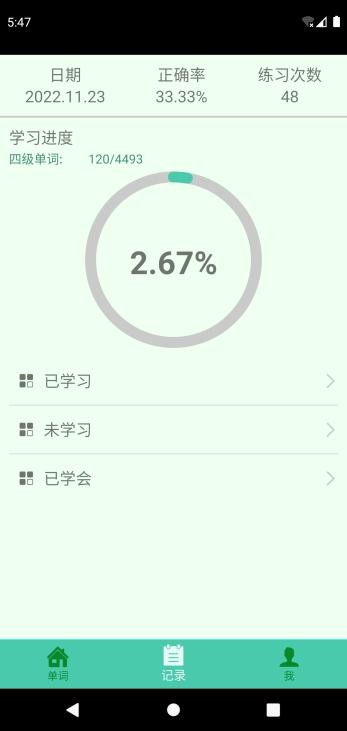 5:47
日期 正确率 练习次数
2022.11.23 33.33% 48
学习进度
四级单词: 120/4493
2.67%
已学习
未学习
已学会
单词 记录 我